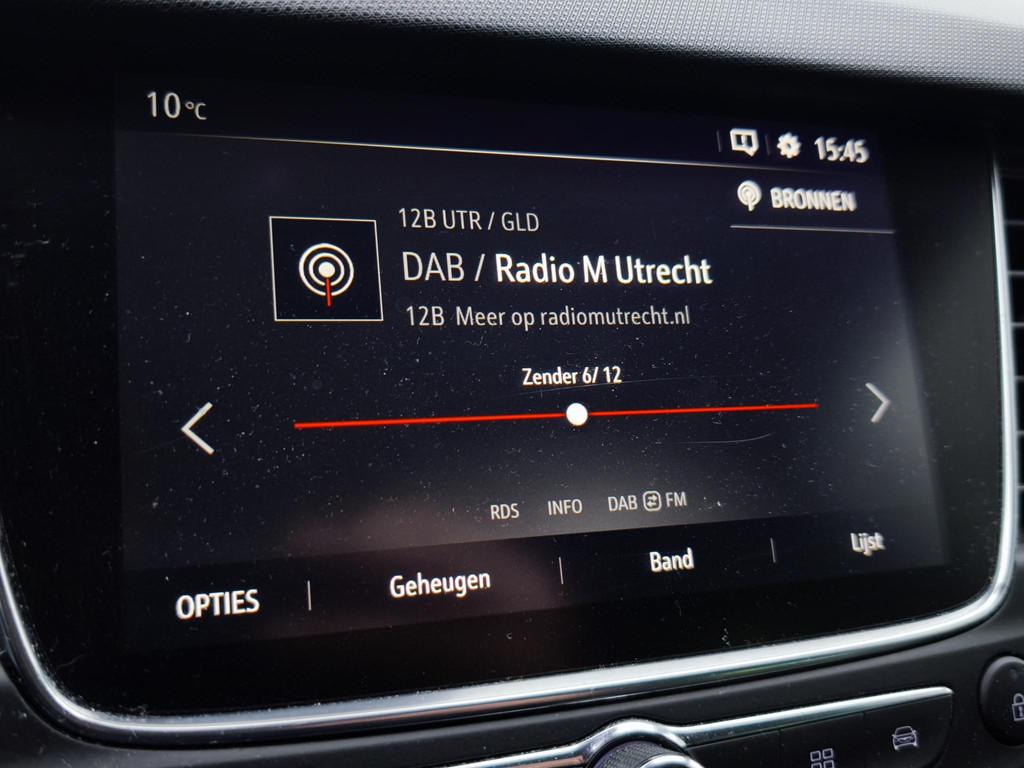 10°C
15:45
BRONNEN
12B UTR / GLD
DAB / Radio M Utrecht
12B Meer op radiomutrecht.nl
Zender 6/12
RDS INFO DAB FM
OPTIES Geheugen Band Lijst